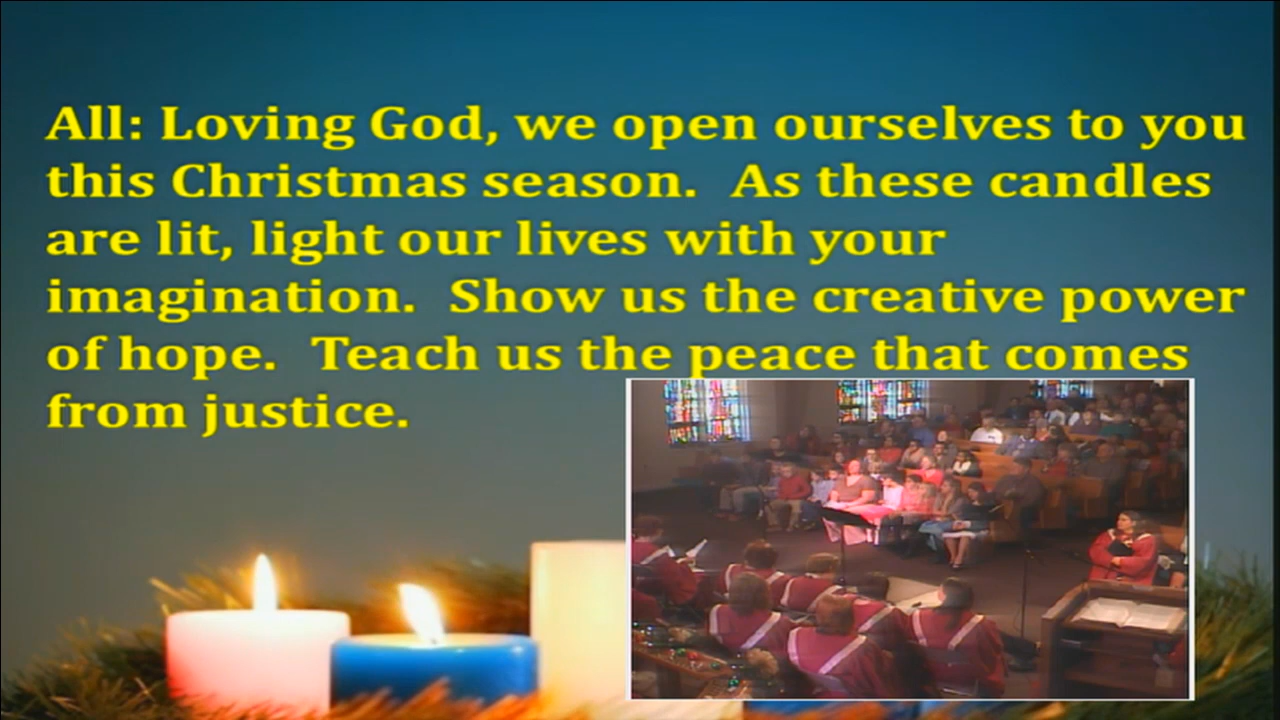 All: Loving God, we open ourselves to you
this Christmas season.  As these candles
are lit, light our lives with your
imagination.  Show us the creative power
of hope.  Teach us the peace that comes
from justice.